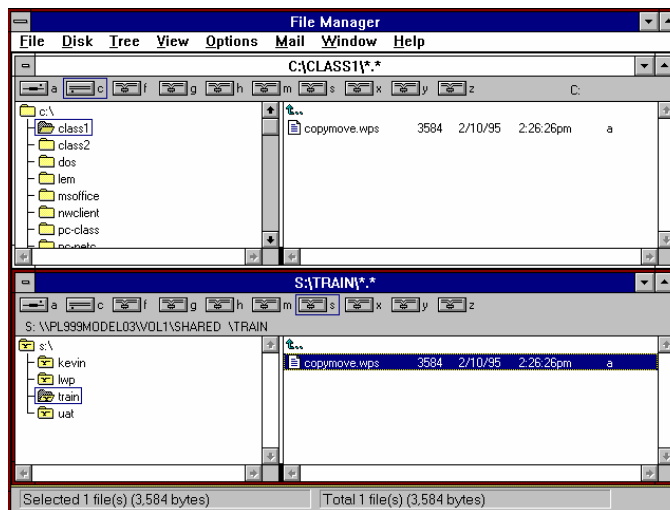 File Manager
File Disk Tree View Options Mail Window Help
C:\CLASS1\*.*
a c f g h m s x y z C:
c:\
class1
class2
dos
lem
msoffice
nwclient
pc-class
pc-netc
copymove.wps 3584 2/10/95 2:26:26pm a
S:\TRAIN\*.*
a c f g h m s x y z
S: \\PL999MODEL03\VOL1\SHARED \TRAIN
s:\
kevin
lwp
train
uat
copymove.wps 3584 2/10/95 2:26:26pm a
Selected 1 file(s) (3,584 bytes) Total 1 file(s) (3,584 bytes)